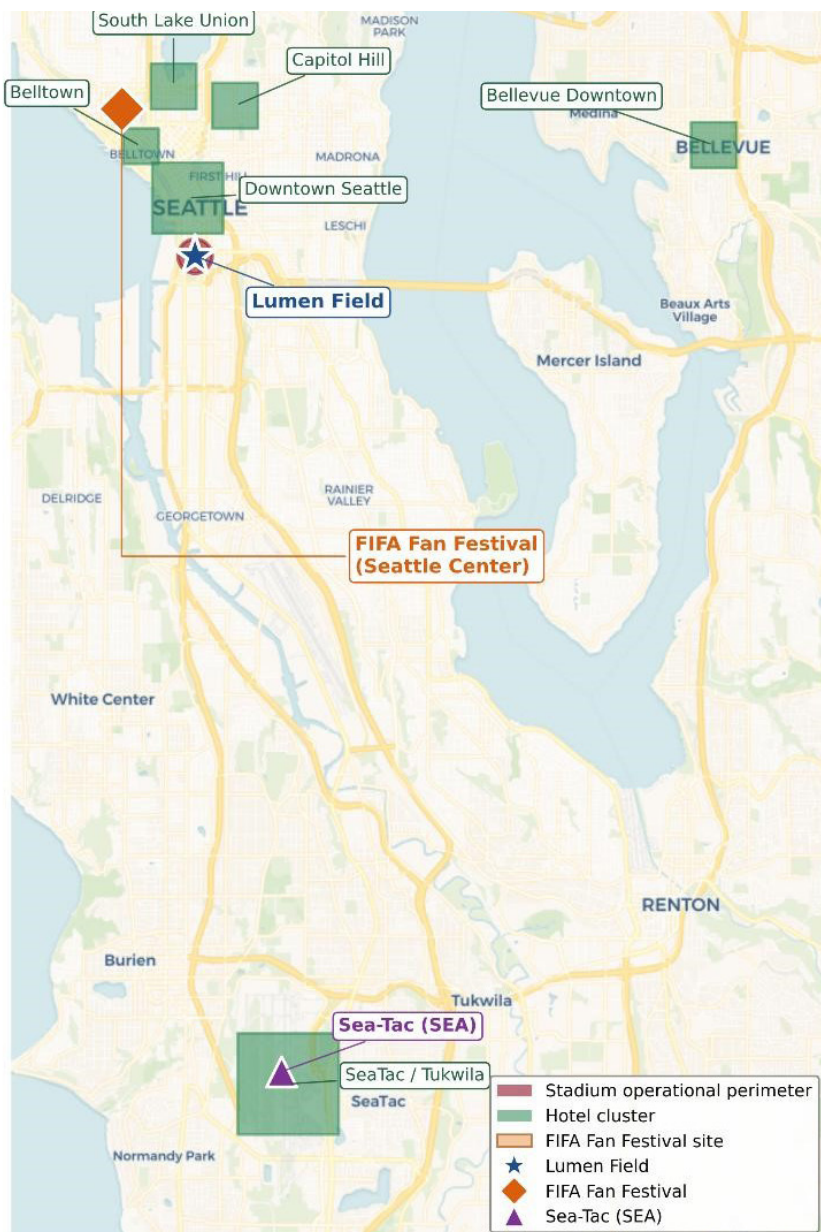 MADISON
PARK
South Lake Union
Capitol Hill
Belltown
Bellevue Downtown
Medina
BELLEVUE
BELLTOWN
MADRONA
FIRST HILL
Downtown Seattle
SEATTLE
LESCHI
Lumen Field
Beaux Arts
Village
Mercer Island
DELRIDGE
RAINIER
VALLEY
GEORGETOWN
FIFA Fan Festival
(Seattle Center)
White Center
RENTON
Burien
Tukwila
Sea-Tac (SEA)
SeaTac / Tukwila
SeaTac
Normandy Park
Stadium operational perimeter
Hotel cluster
FIFA Fan Festival site
Lumen Field
FIFA Fan Festival
Sea-Tac (SEA)